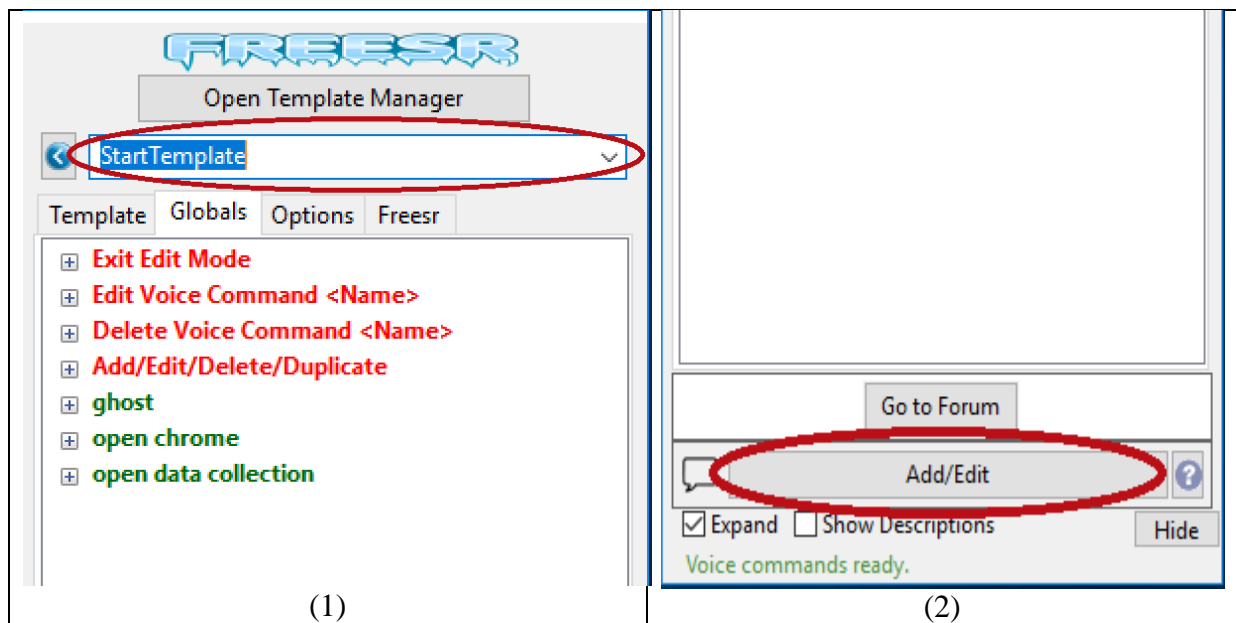 FREESR
Open Template Manager
StartTemplate
Template Globals Options Freesr
Exit Edit Mode
Edit Voice Command <Name>
Delete Voice Command <Name>
Add/Edit/Delete/Duplicate
ghost
open chrome
open data collection
(1)
Go to Forum
Add/Edit
?
Expand Show Descriptions Hide
Voice commands ready.
(2)